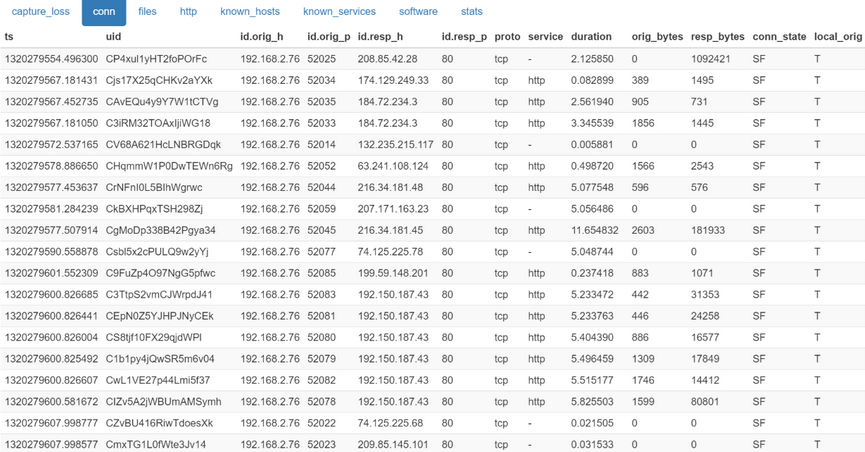 capture_loss conn files http known_hosts known_services software stats
ts uid id.orig_h id.orig_p id.resp_h id.resp_p proto service duration orig_bytes resp_bytes conn_state local_orig
1320279554.496300 CP4xul1yHT2foPOrFc 192.168.2.76 52025 208.85.42.28 80 tcp - 2.125850 0 1092421 SF T
1320279567.181431 Cjs17X25qCHKv2aYXk 192.168.2.76 52034 174.129.249.33 80 tcp http 0.082899 389 1495 SF T
1320279567.452735 CAvEQu4y9Y7W1tCTVg 192.168.2.76 52035 184.72.234.3 80 tcp http 2.561940 905 731 SF T
1320279567.181050 C3iRM32TOAxIjiWG18 192.168.2.76 52033 184.72.234.3 80 tcp http 3.345539 1856 1445 SF T
1320279572.537165 CV68A621HcLNBRGDqk 192.168.2.76 52014 132.235.215.117 80 tcp - 0.005881 0 0 SF T
1320279578.886650 CHqmmW1P0DwTEWn6Rg 192.168.2.76 52052 63.241.108.124 80 tcp http 0.498720 1566 2543 SF T
1320279577.453637 CrNFnI0L5BIhWgrwc 192.168.2.76 52044 216.34.181.48 80 tcp http 5.077548 596 576 SF T
1320279581.284239 CkBXHPqxTSH298Zj 192.168.2.76 52059 207.171.163.23 80 tcp - 5.056486 0 0 SF T
1320279577.507914 CgMoDp338B42Pgya34 192.168.2.76 52045 216.34.181.45 80 tcp http 11.654832 2603 181933 SF T
1320279590.558878 Csbl5x2cPULQ9w2yYj 192.168.2.76 52077 74.125.225.78 80 tcp - 5.048744 0 0 SF T
1320279601.552309 C9FuZp4O97NgG5pfwc 192.168.2.76 52085 199.59.148.201 80 tcp http 0.237418 883 1071 SF T
1320279600.826685 C3TtpS2vmCJWrpdJ41 192.168.2.76 52083 192.150.187.43 80 tcp http 5.233472 442 31353 SF T
1320279600.826441 CEpN0Z5YJHPJNyCEk 192.168.2.76 52081 192.150.187.43 80 tcp http 5.233763 446 24258 SF T
1320279600.826004 CS8tjf10FX29qjdWPl 192.168.2.76 52080 192.150.187.43 80 tcp http 5.404390 886 16577 SF T
1320279600.825492 C1b1py4jQwSR5m6v04 192.168.2.76 52079 192.150.187.43 80 tcp http 5.496459 1309 17849 SF T
1320279600.826607 CwL1VE27p44Lmi5f37 192.168.2.76 52082 192.150.187.43 80 tcp http 5.515177 1746 14412 SF T
1320279600.581672 CIZv5A2jWBUmAMSymh 192.168.2.76 52078 192.150.187.43 80 tcp http 5.825503 1599 80801 SF T
1320279607.998777 CZvBU416RiwTdoesXk 192.168.2.76 52022 74.125.225.68 80 tcp - 0.021505 0 0 SF T
1320279607.998577 CmxTG1L0fWte3Jv14 192.168.2.76 52023 209.85.145.101 80 tcp - 0.031533 0 0 SF T